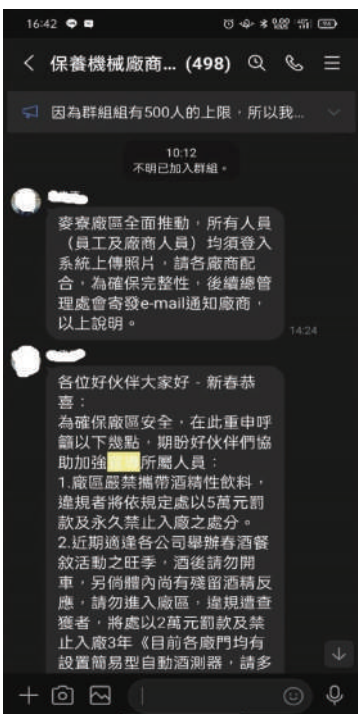 16:42
保養機械廠商... (498)
因為群組組有500人的上限，所以我...
10:12
不明已加入群組。
麥寮廠區全面推動，所有人員
（員工及廠商人員）均須登入
系統上傳照片，請各廠商配
合，為確保完整性，後續總管
理處會寄發e-mail通知廠商，
以上說明。
14:24
各位好伙伴大家好－新春恭
喜：
為確保廠區安全，在此重申呼
籲以下幾點，期盼好伙伴們協
助加強所屬人員：
1.廠區嚴禁攜帶酒精性飲料，
違規者將依規定處以5萬元罰
款及永久禁止入廠之處分。
2.近期適逢各公司舉辦春酒餐
敘活動之旺季，酒後請勿開
車，另倘體內尚有殘留酒精反
應，請勿進入廠區，違規遭查
獲者，將處以2萬元罰款及禁
止入廠3年《目前各廠門均有
設置簡易型自動酒測器，請多